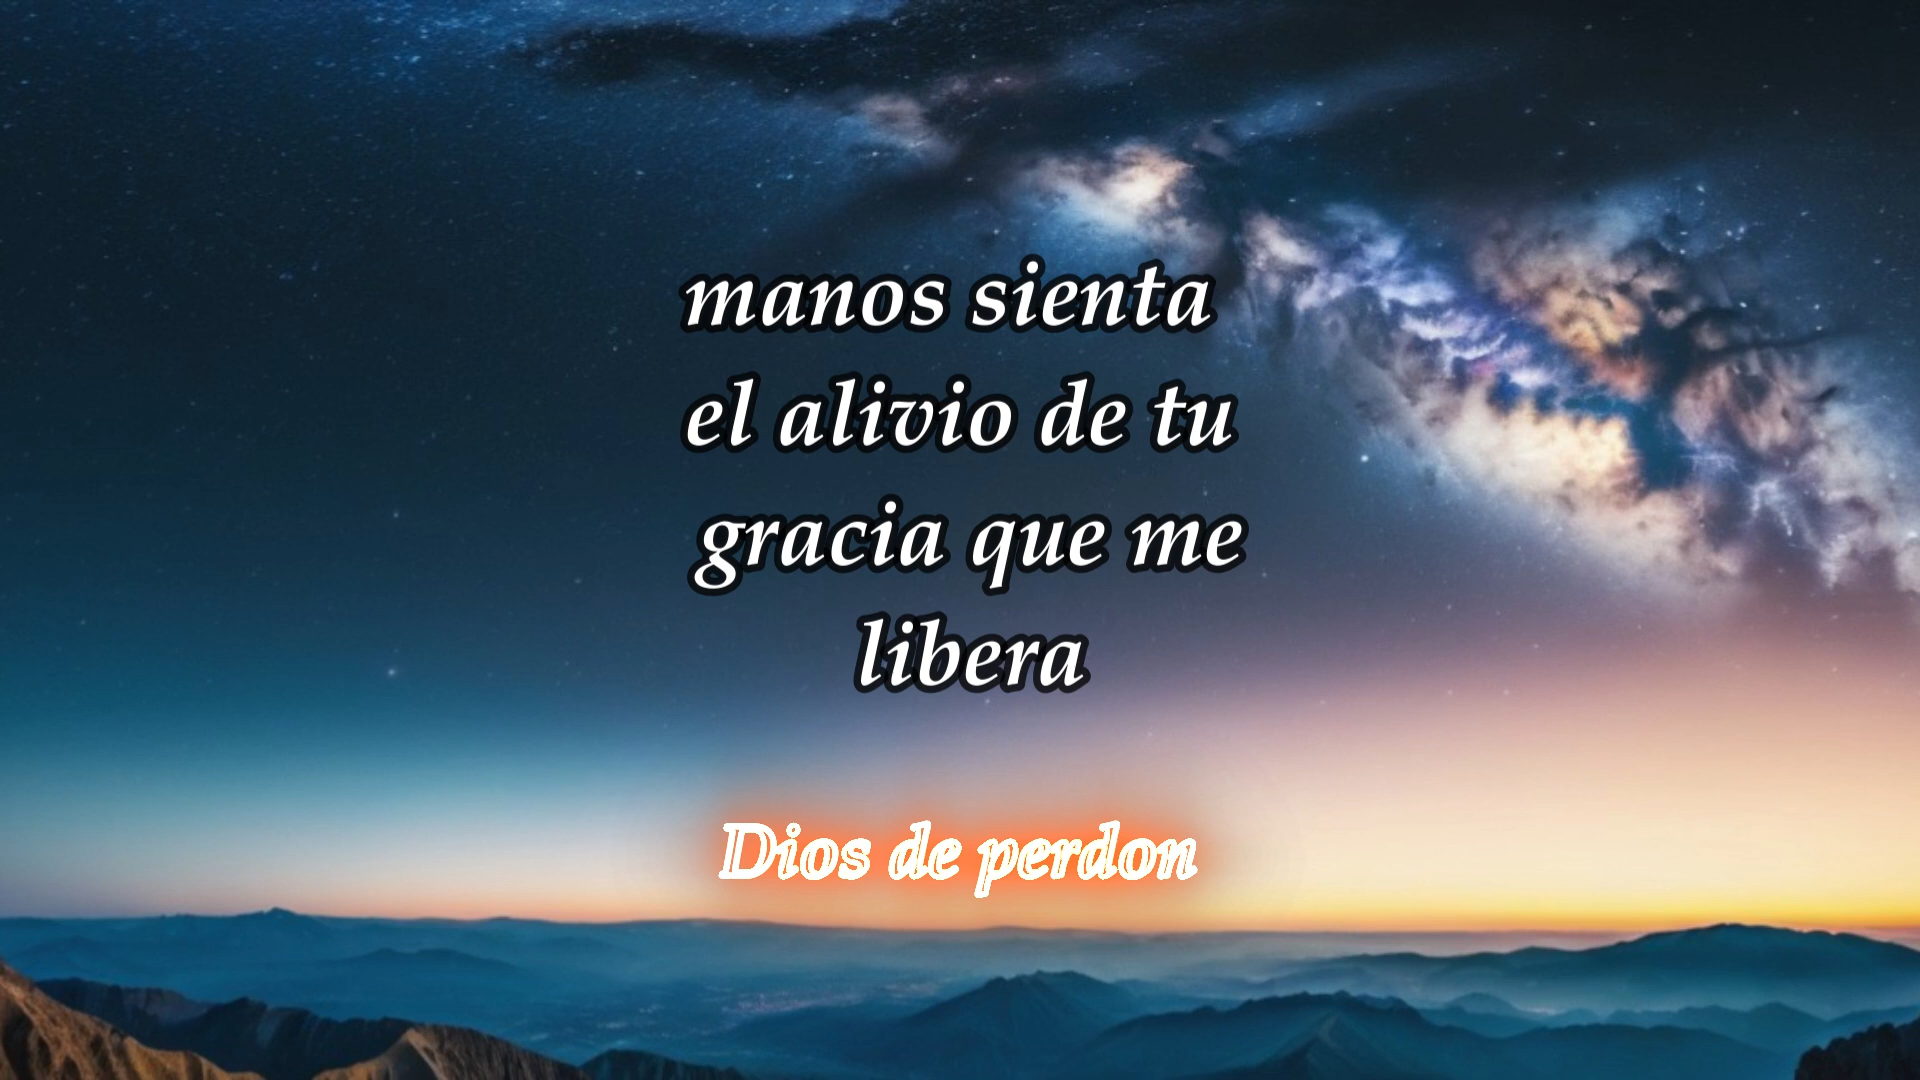 manos sienta
el alivio de tu
gracia que me
libera
Dios de perdon